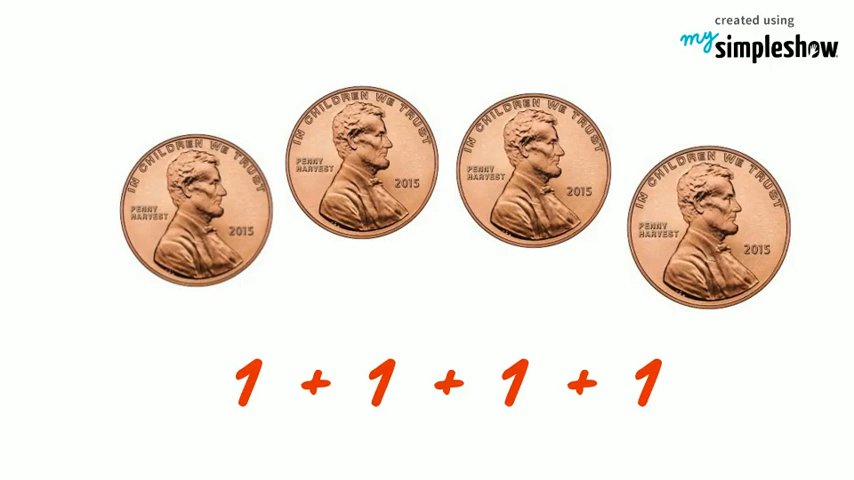 created using
my simpleshow
IN CHILDREN WE TRUST
PENNY
HARVEST
2015
IN CHILDREN WE TRUST
PENNY
HARVEST
2015
IN CHILDREN WE TRUST
PENNY
HARVEST
2015
IN CHILDREN WE TRUST
PENNY
HARVEST
2015
1 + 1 + 1 + 1